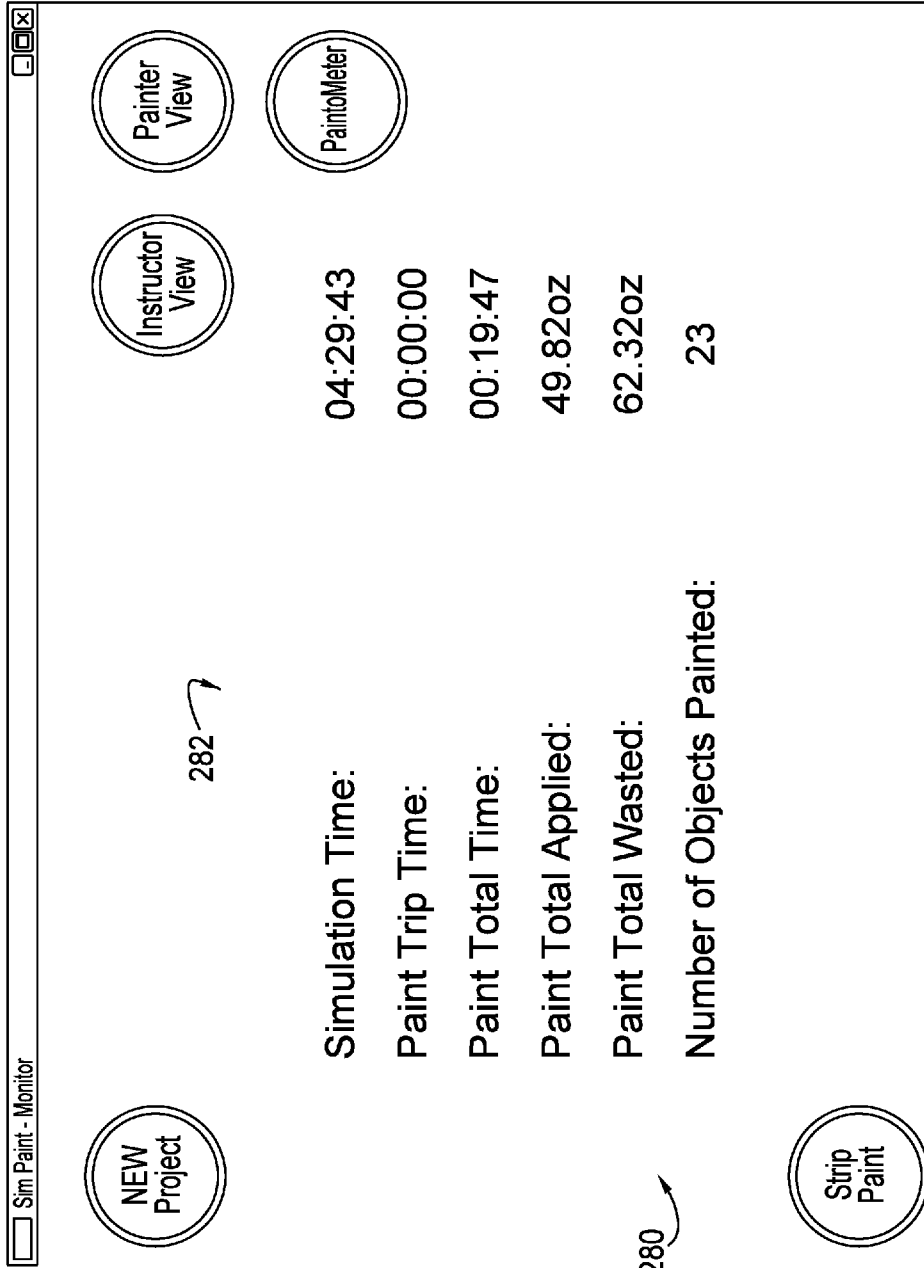 Sim Paint - Monitor
NEW
Project
Instructor
View
Painter
View
PaintoMeter
282
Simulation Time: 04:29:43
Paint Trip Time: 00:00:00
Paint Total Time: 00:19:47
Paint Total Applied: 49.82oz
Paint Total Wasted: 62.32oz
Number of Objects Painted: 23
280
Strip
Paint